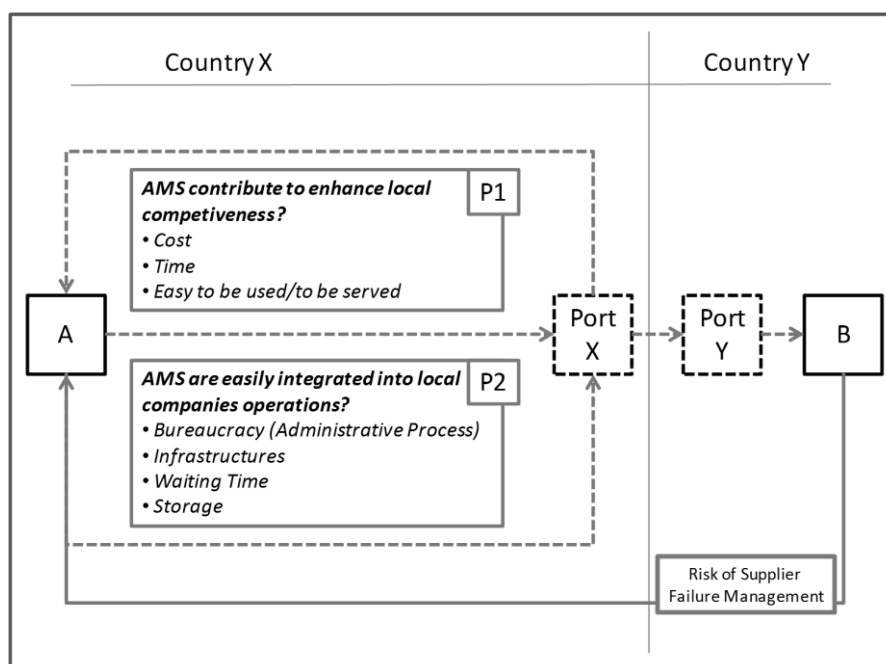 Country X
Country Y
AMS contribute to enhance local
competiveness?
• Cost
• Time
• Easy to be used/to be served
P1
A
Port
X
Port
Y
B
AMS are easily integrated into local
companies operations?
• Bureaucracy (Administrative Process)
• Infrastructures
• Waiting Time
• Storage
P2
Risk of Supplier
Failure Management